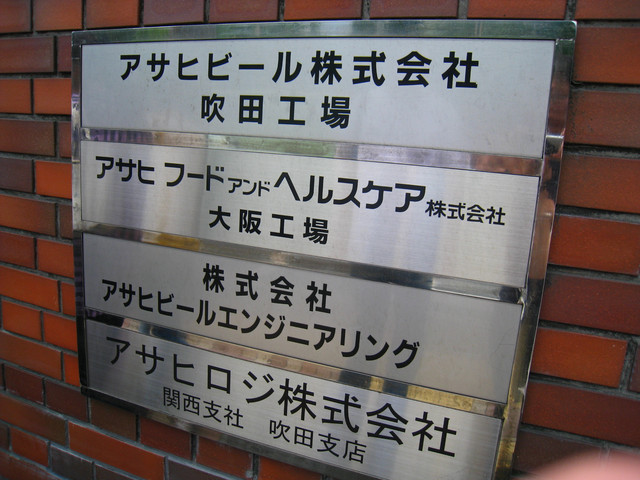 アサヒビール株式会社
吹田工場
アサヒ フードアンドヘルスケア株式会社
大阪工場
株式会社
アサヒビールエンジニアリング
アサヒロジ株式会社
関西支社 吹田支店